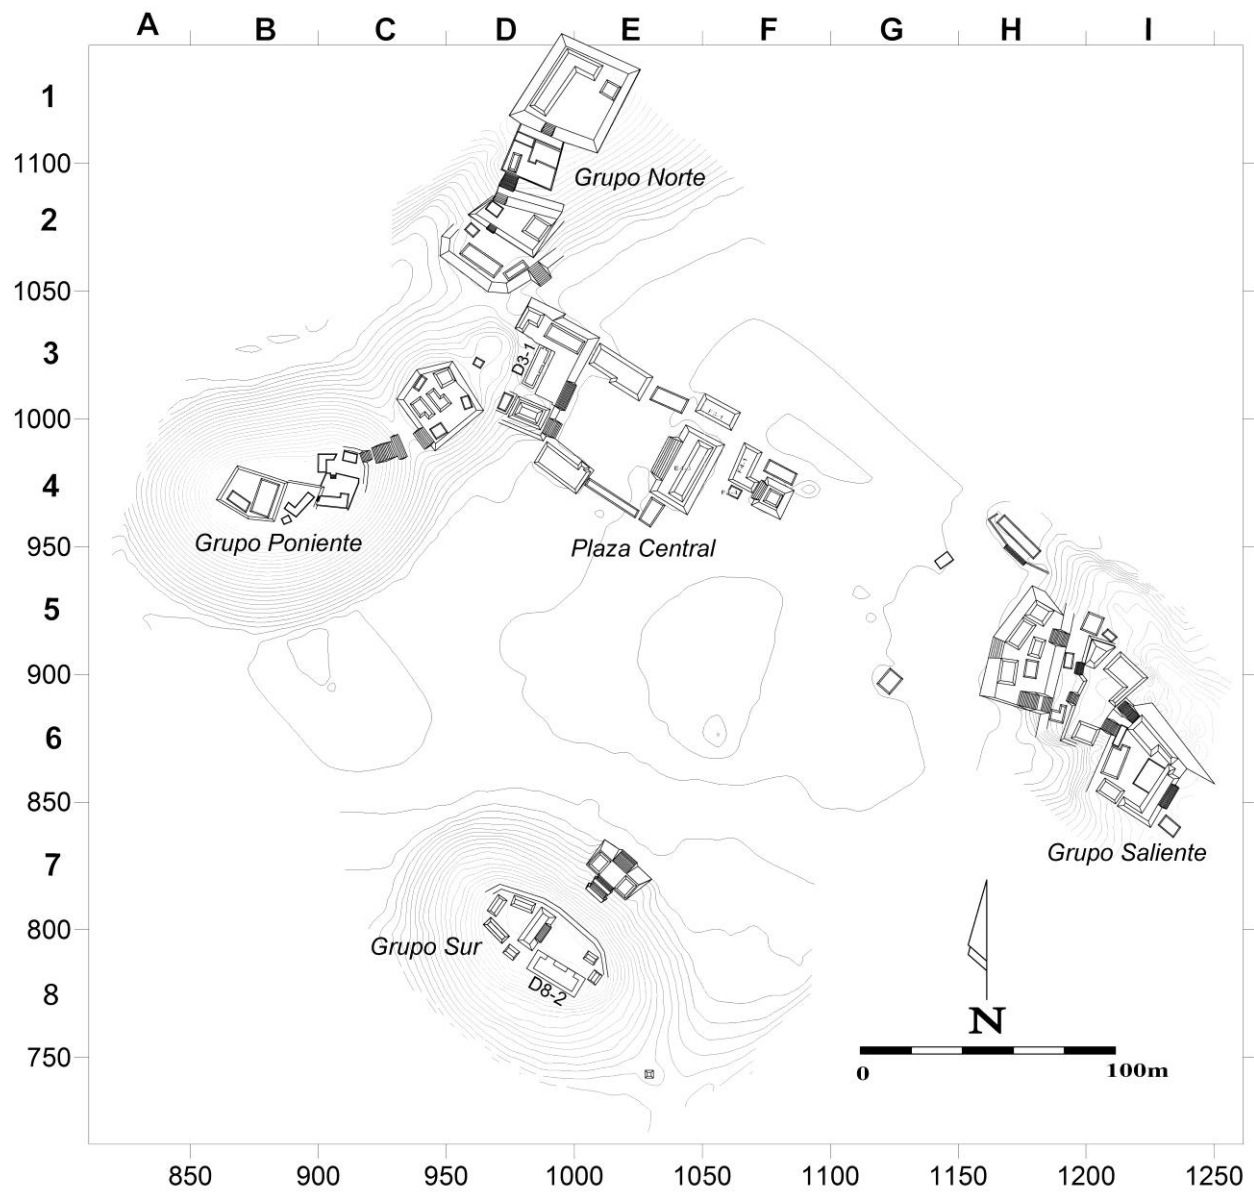 A B C D E F G H I
1
1100
Grupo Norte
2
1050
3
D3-1
1000
4
Grupo Poniente
Plaza Central
950
5
900
6
850
Grupo Saliente
7
800
Grupo Sur
8
D8-2
N
750
0 100m
850 900 950 1000 1050 1100 1150 1200 1250